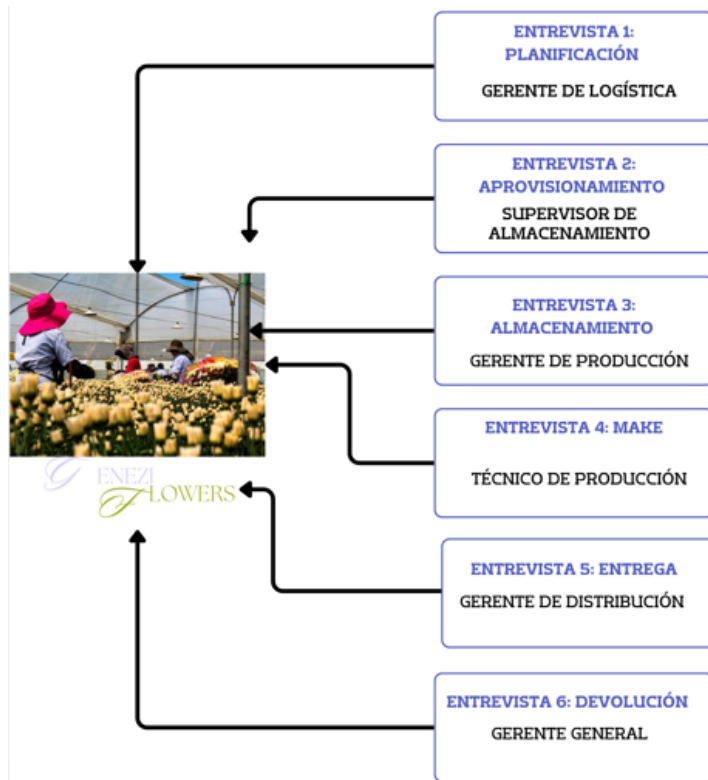 ENTREVISTA 1:
PLANIFICACIÓN
GERENTE DE LOGÍSTICA
ENTREVISTA 2:
APROVISIONAMIENTO
SUPERVISOR DE
ALMACENAMIENTO
ENTREVISTA 3:
ALMACENAMIENTO
GERENTE DE PRODUCCIÓN
ENTREVISTA 4: MAKE
TÉCNICO DE PRODUCCIÓN
GENEZI
FLOWERS
ENTREVISTA 5: ENTREGA
GERENTE DE DISTRIBUCIÓN
ENTREVISTA 6: DEVOLUCIÓN
GERENTE GENERAL